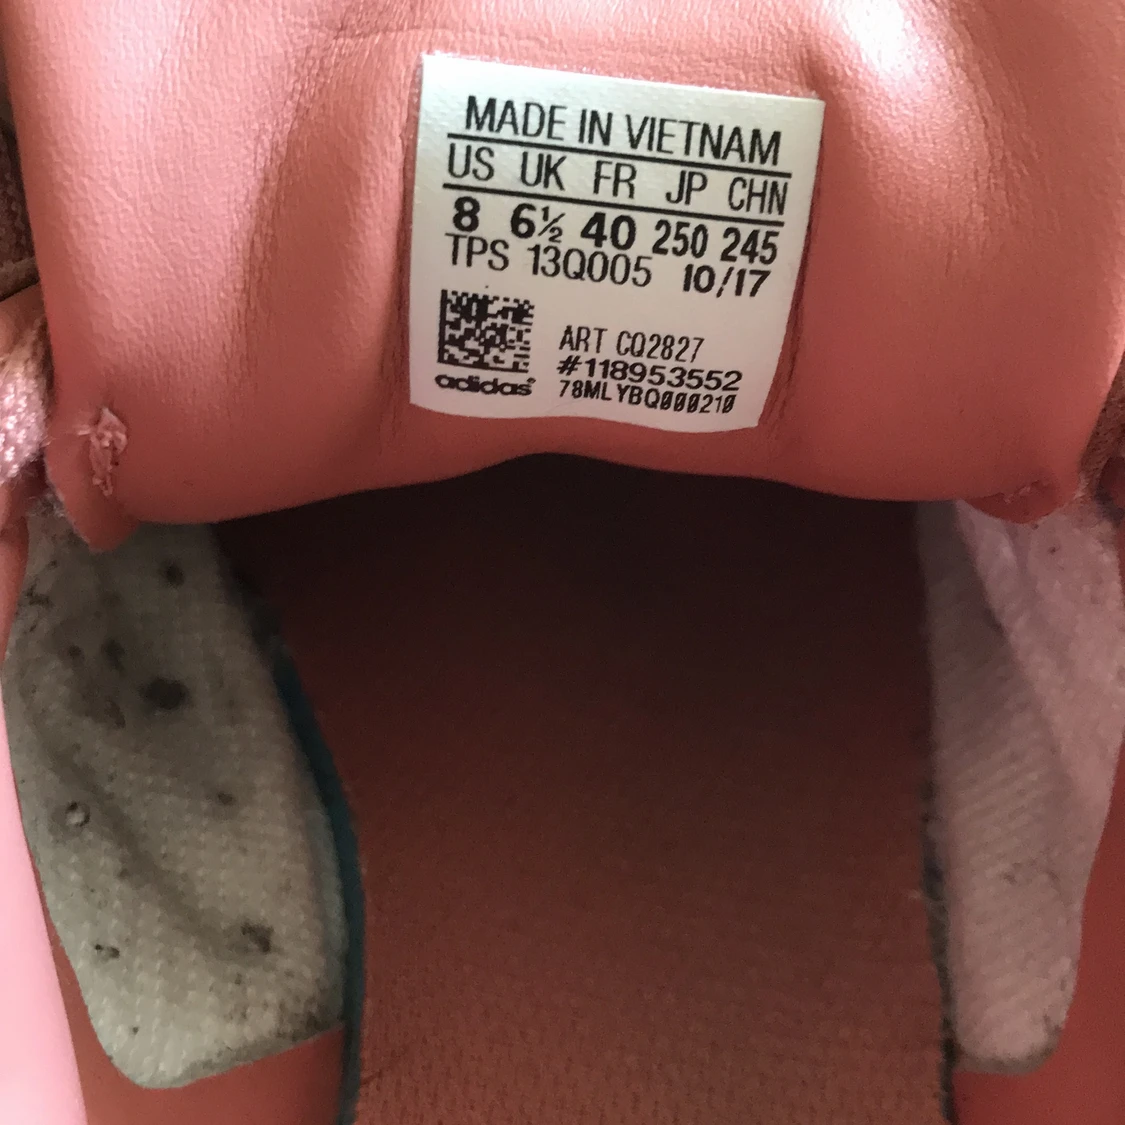 MADE IN VIETNAM
US UK FR JP CHN
8 6½ 40 250 245
TPS 13Q005 10/17
ART CQ2827
#118953552
adidas 78MLYBQ000210